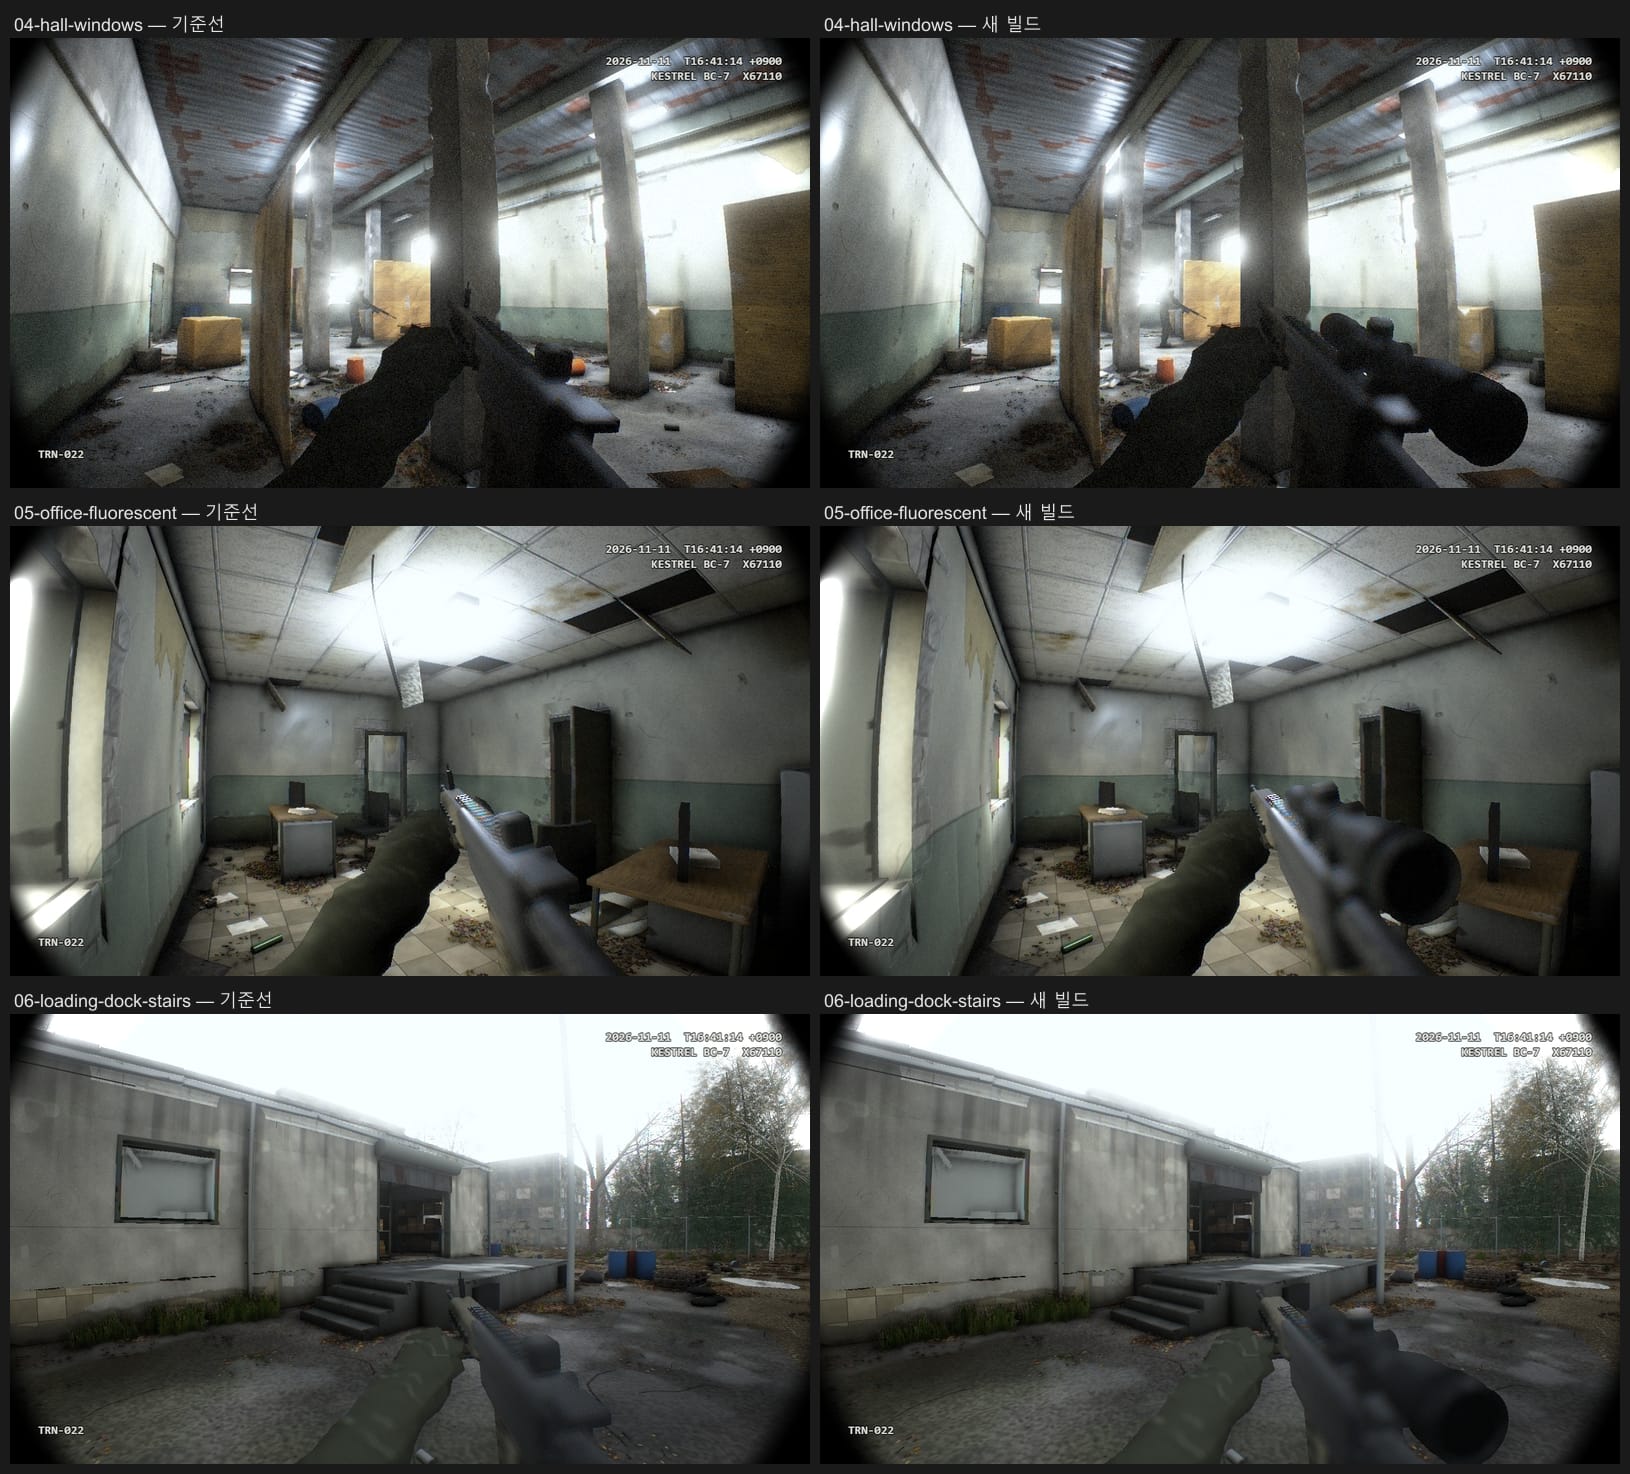 04-hall-windows — 기준선
04-hall-windows — 새 빌드
2026-11-11 T16:41:14 +0900
KESTREL BC-7 X67110
TRN-022
2026-11-11 T16:41:14 +0900
KESTREL BC-7 X67110
TRN-022
05-office-fluorescent — 기준선
05-office-fluorescent — 새 빌드
2026-11-11 T16:41:14 +0900
KESTREL BC-7 X67110
TRN-022
2026-11-11 T16:41:14 +0900
KESTREL BC-7 X67110
TRN-022
06-loading-dock-stairs — 기준선
06-loading-dock-stairs — 새 빌드
2026-11-11 T16:41:14 +0900
KESTREL BC-7 X67110
TRN-022
2026-11-11 T16:41:14 +0900
KESTREL BC-7 X67110
TRN-022